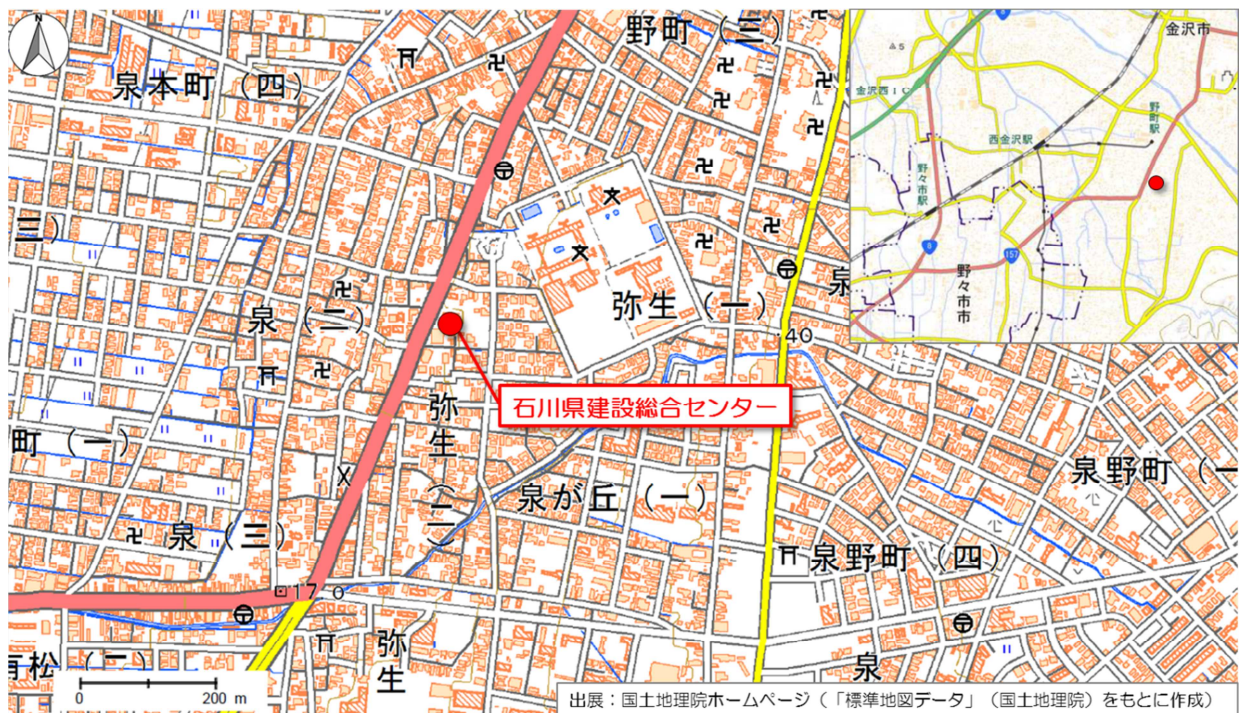 N
泉本町（四）
野町（三）
三）
泉（二）
弥生（一）
泉
40
石川県建設総合センター
弥生（二）
町（一）
泉が丘（一）
泉野町（一
泉（三）
泉野町（四）
17.0
有松（二）
弥生
泉
0
200 m
5
金沢市
金沢西IC
野町駅
西金沢駅
野々市駅
8
8
157
野々市市
出展：国土地理院ホームページ（「標準地図データ」（国土地理院）をもとに作成）